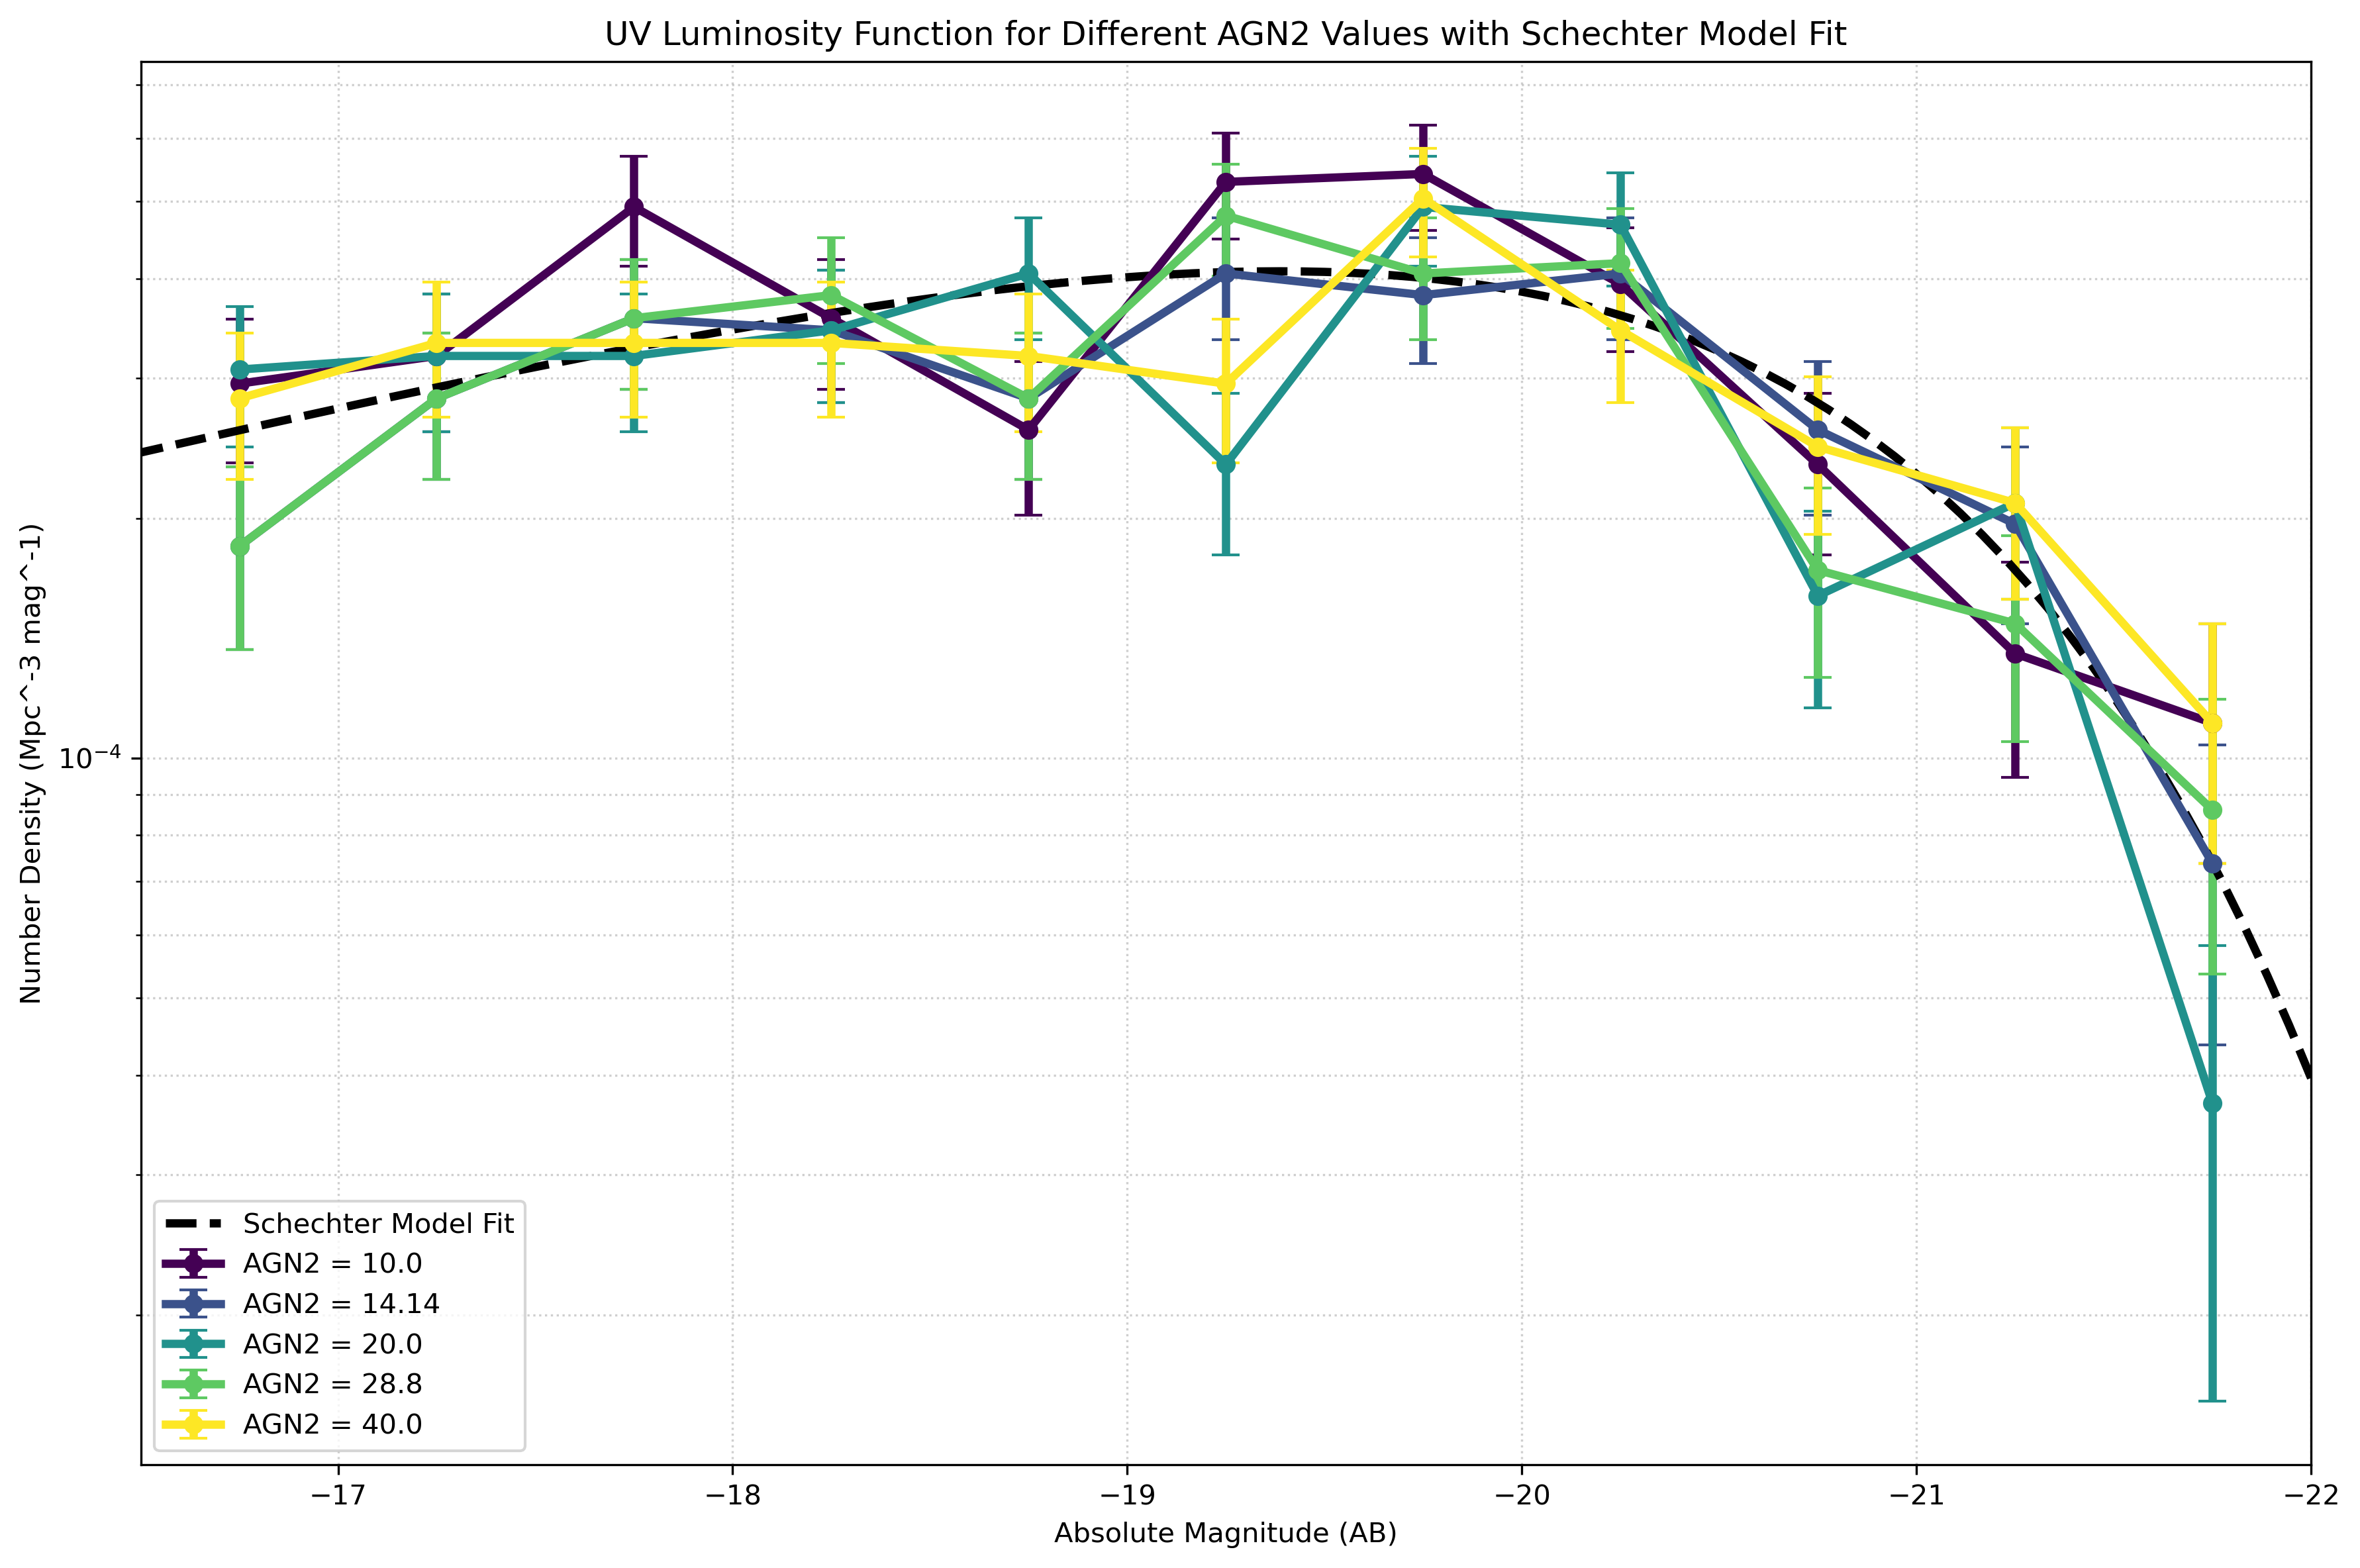 UV Luminosity Function for Different AGN2 Values with Schechter Model Fit
Number Density (Mpc^-3 mag^-1)
10⁻⁴
Schechter Model Fit
AGN2 = 10.0
AGN2 = 14.14
AGN2 = 20.0
AGN2 = 28.8
AGN2 = 40.0
−17 −18 −19 −20 −21 −22
Absolute Magnitude (AB)